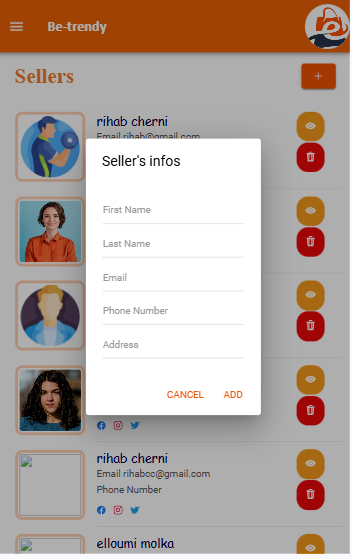 Be-trendy
Sellers
+
rihab cherni
Email rihab@gmail.com
Seller's infos
First Name
Last Name
Email
Phone Number
Address
CANCEL ADD
rihab cherni
Email rihabcc@gmail.com
Phone Number
elloumi molka